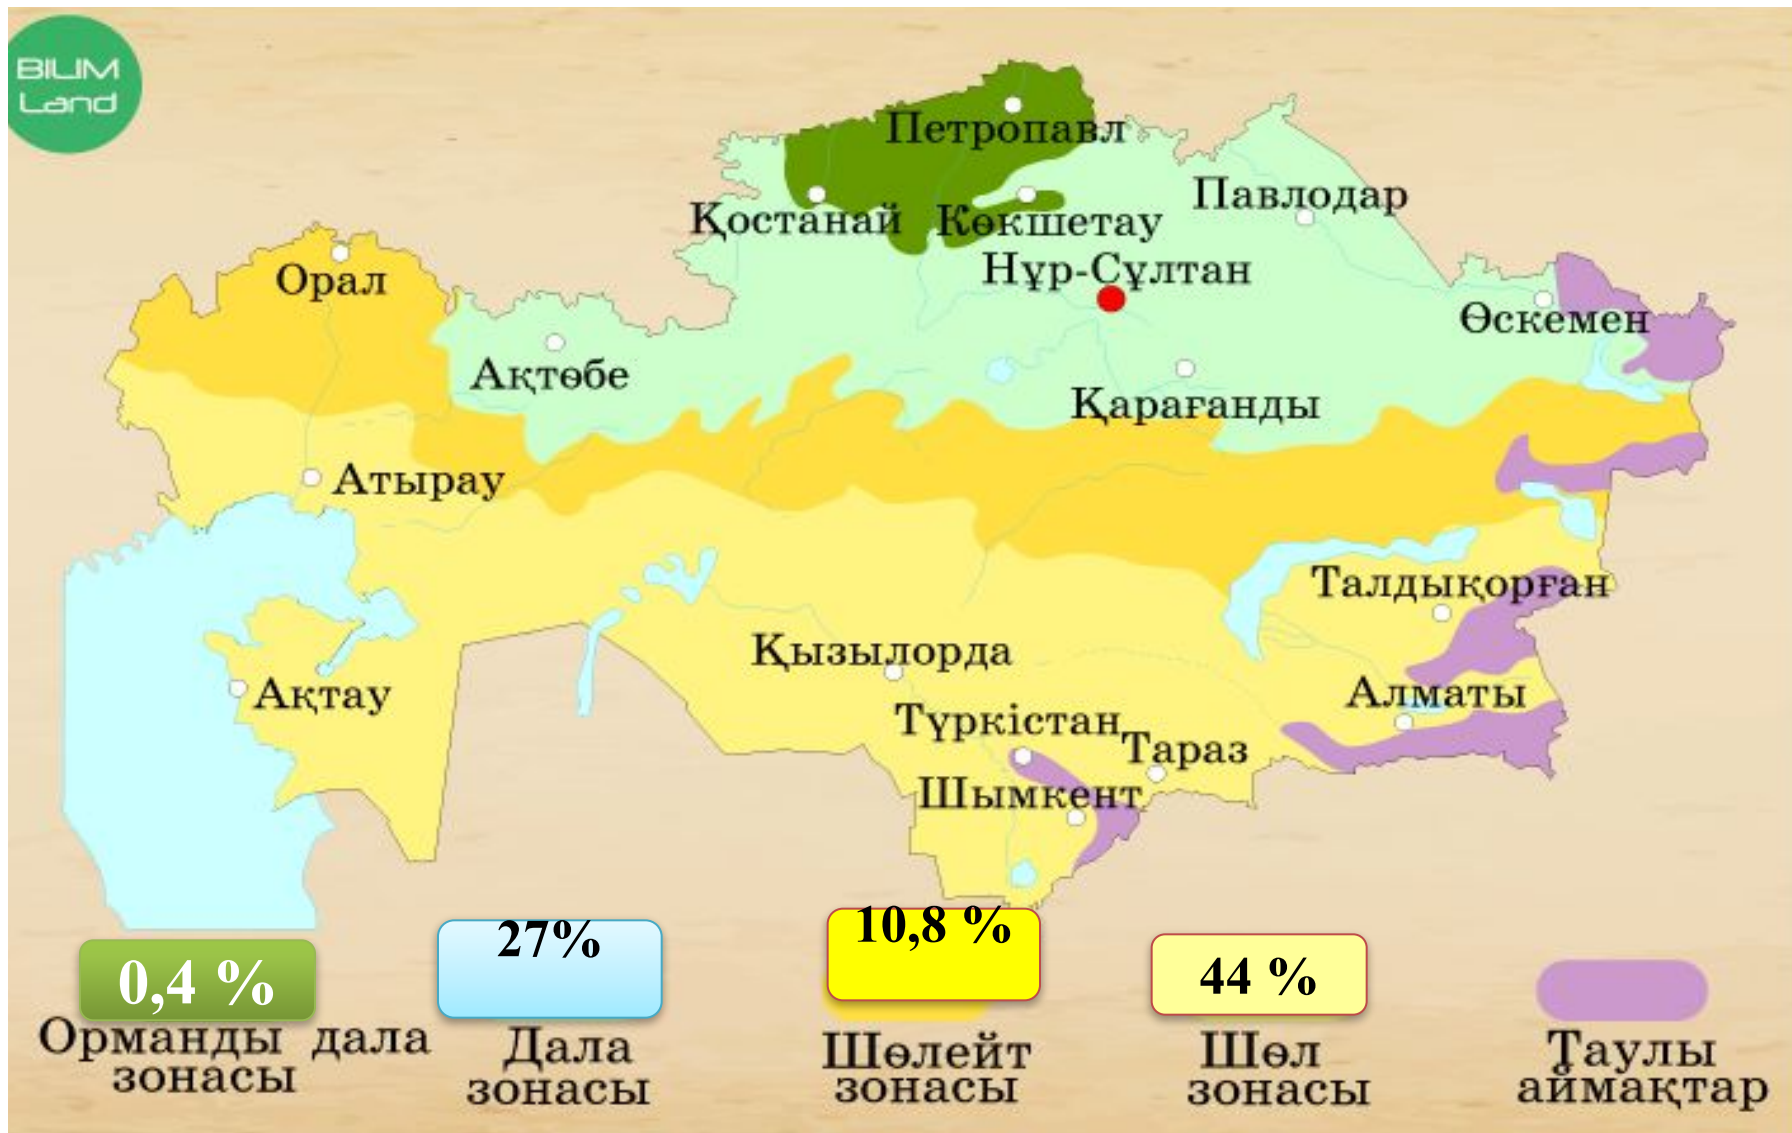 BILIM
Land
Петропавл
Қостанай
Көкшетау
Павлодар
Нұр-Сұлтан
Орал
Өскемен
Ақтөбе
Қарағанды
Атырау
Талдықорған
Қызылорда
Ақтау
Алматы
Түркістан
Тараз
Шымкент
0,4 %
27%
10,8 %
44 %
Орманды дала
зонасы
Дала
зонасы
Шөлейт
зонасы
Шөл
зонасы
Таулы
аймақтар